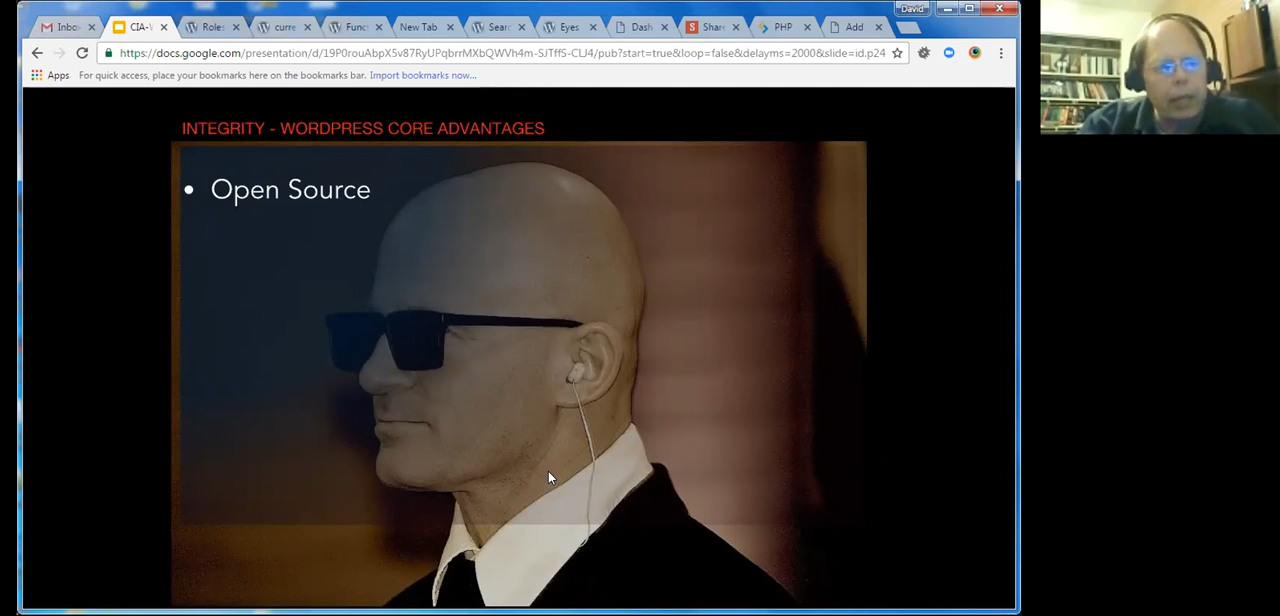 David
Inbo
CIA-
Roles
curre
Func
New Tab
Sear
Eyes
Dash
Share
PHP
Add
https://docs.google.com/presentation/d/19P0rouAbpX5v87RyUPqbrrMXbQWVh4m-SJTffS-CLJ4/pub?start=true&loop=false&delayms=2000&slide=id.p24
Apps For quick access, place your bookmarks here on the bookmarks bar. Import bookmarks now...
INTEGRITY - WORDPRESS CORE ADVANTAGES
• Open Source